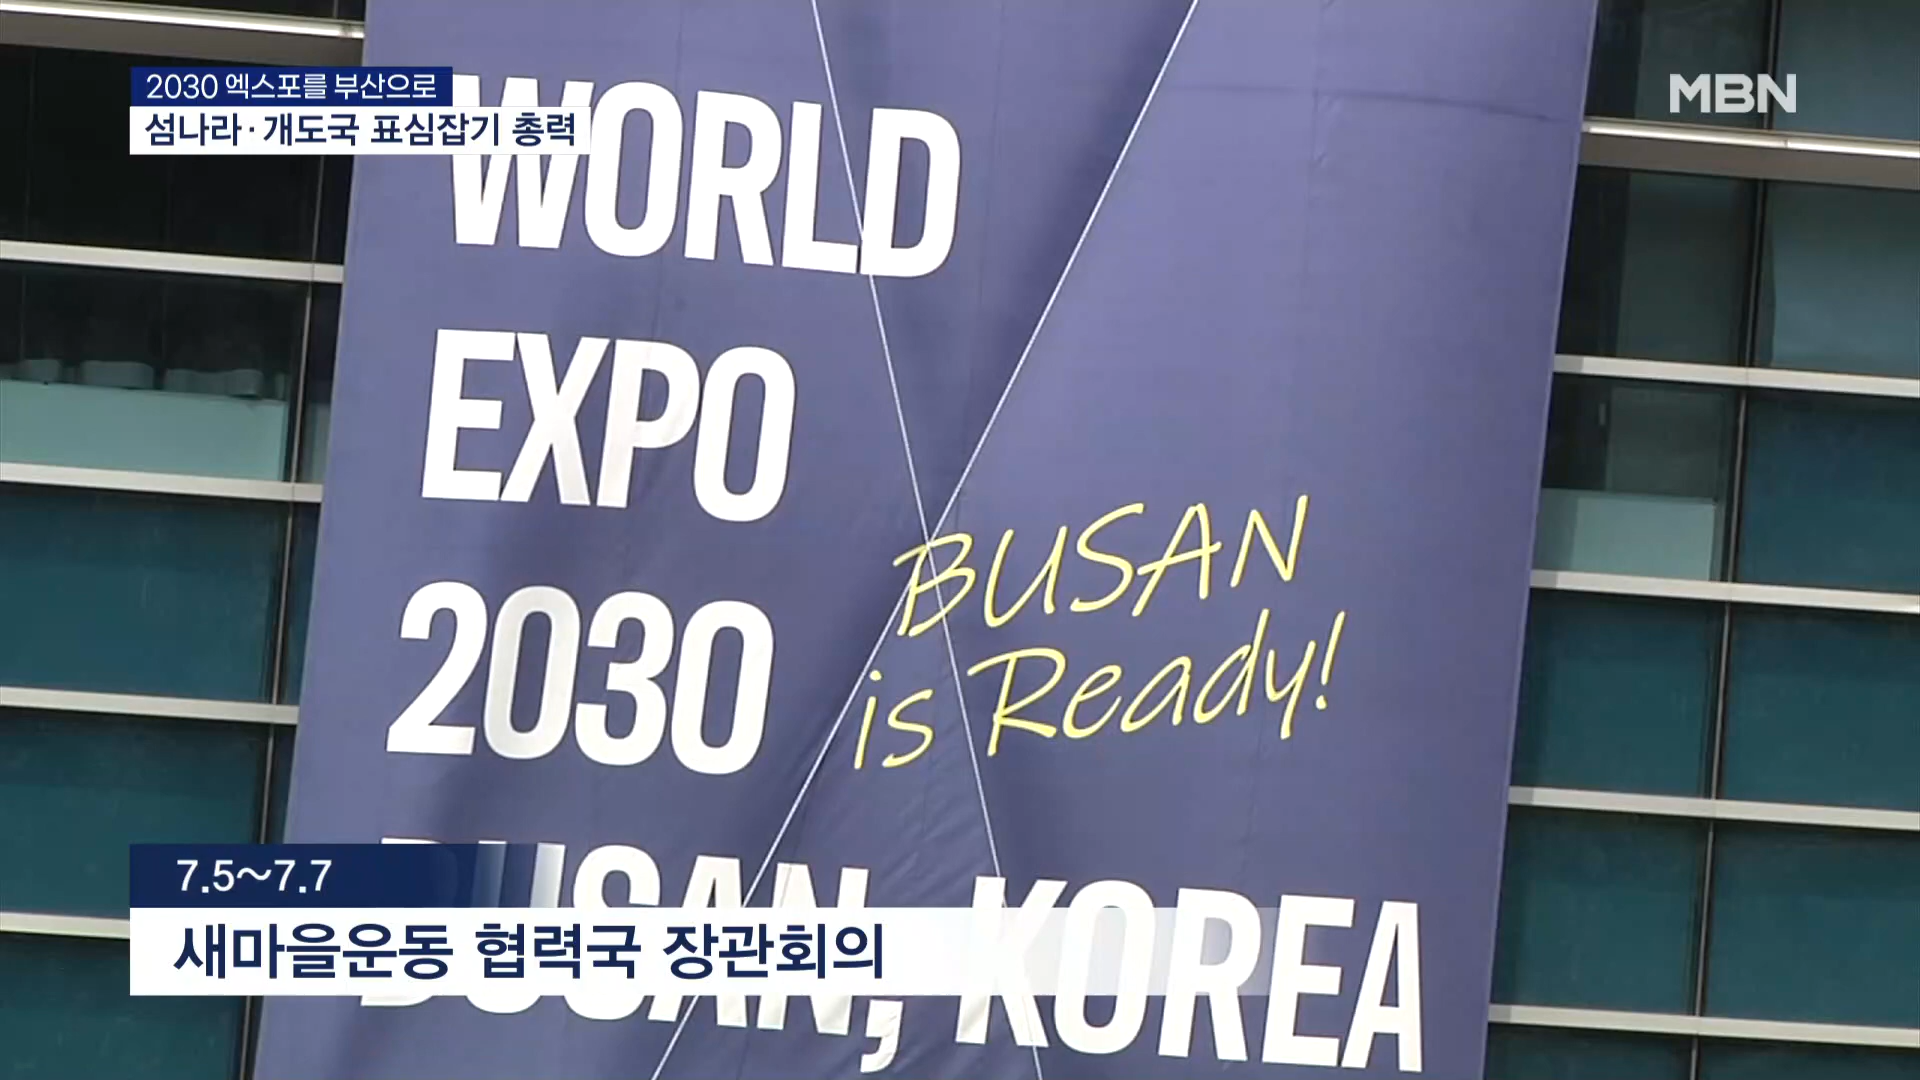 2030 엑스포를 부산으로
섬나라·개도국 표심잡기 총력
MBN
WORLD
EXPO
2030
BUSAN
is Ready!
BUSAN, KOREA
7.5~7.7
새마을운동 협력국 장관회의